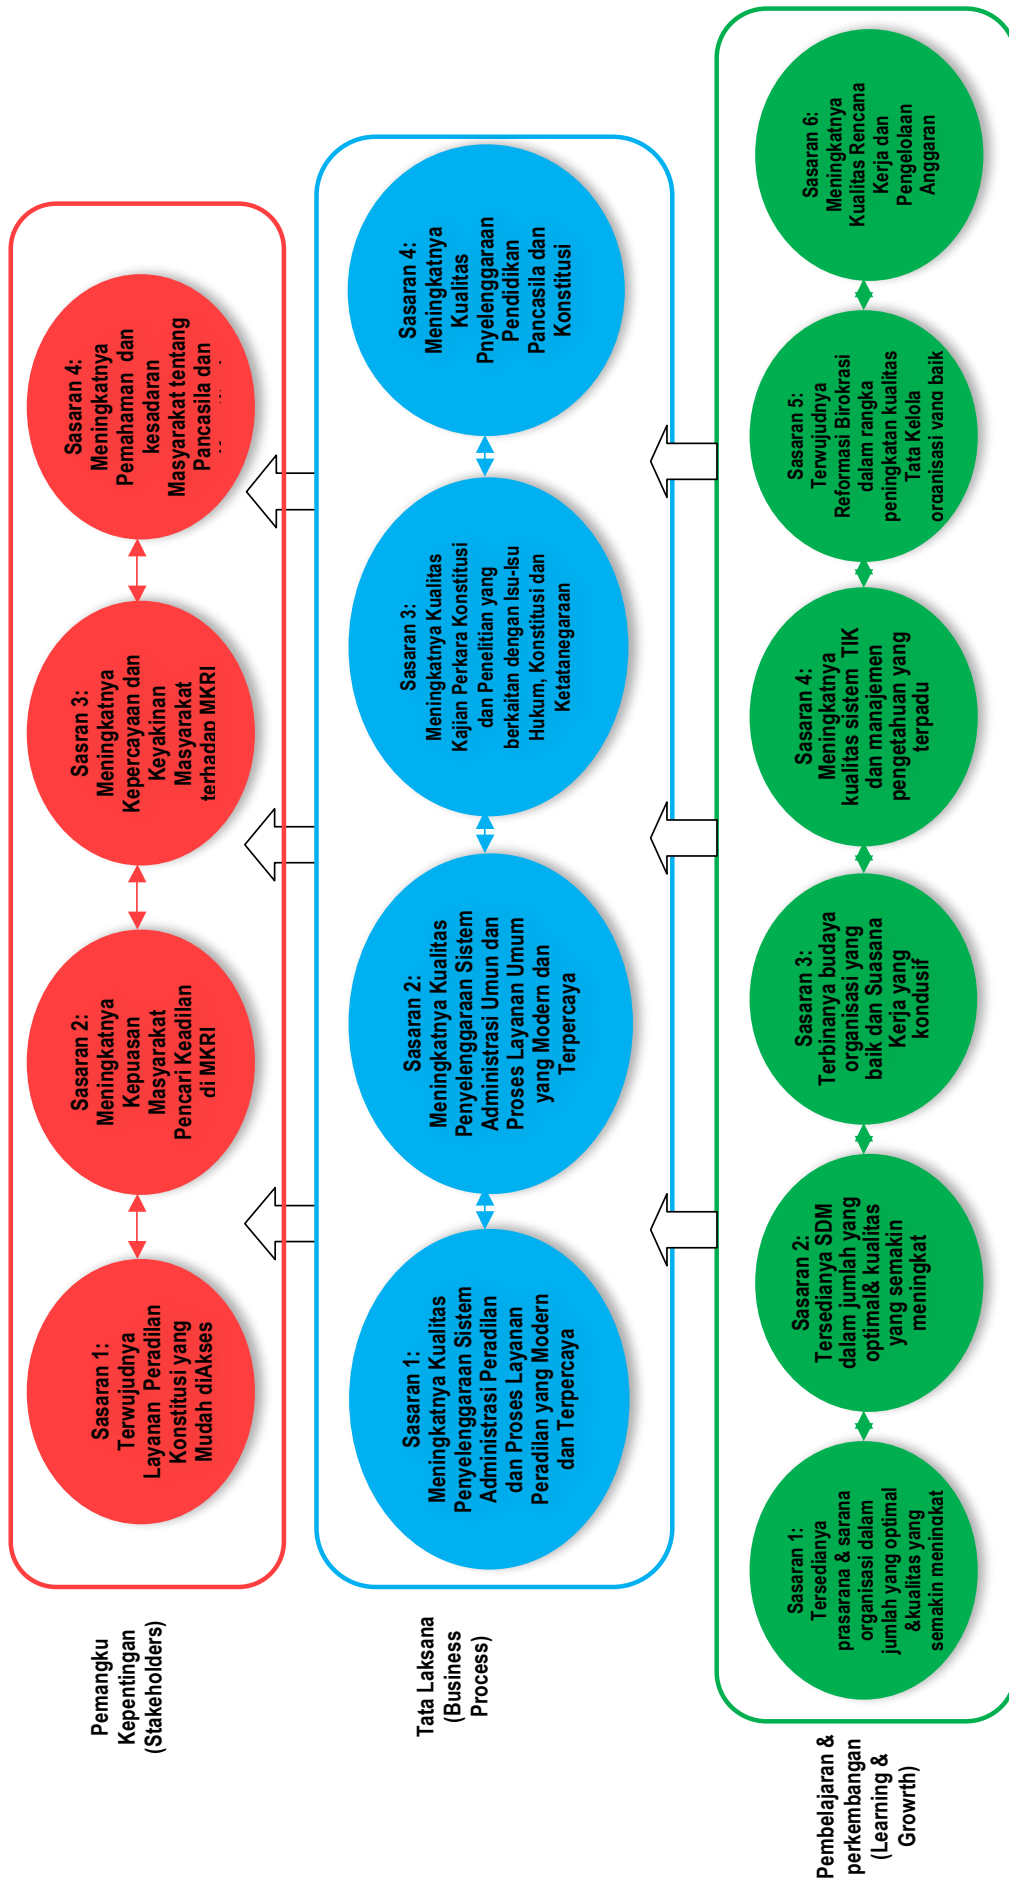 Pemangku
Kepentingan
(Stakeholders)
Sasaran 1:
Terwujudnya
Layanan Peradilan
Konstitusi yang
Mudah diAkses
Sasaran 2:
Meningkatnya
Kepuasan
Masyarakat
Pencari Keadilan
di MKRI
Sasran 3:
Meningkatnya
Kepercayaan dan
Keyakinan
Masyarakat
terhadap MKRI
Sasaran 4:
Meningkatnya
Pemahaman dan
kesadaran
Masyarakat tentang
Pancasila dan
Tata Laksana
(Business
Process)
Sasaran 1:
Meningkatnya Kualitas
Penyelenggaraan Sistem
Administrasi Peradilan
dan Proses Layanan
Peradilan yang Modern
dan Terpercaya
Sasaran 2:
Meningkatnya Kualitas
Penyelenggaraan Sistem
Administrasi Umun dan
Proses Layanan Umum
yang Modern dan
Terpercaya
Sasaran 3:
Meningkatnya Kualitas
Kajian Perkara Konstitusi
dan Penelitian yang
berkaitan dengan Isu-Isu
Hukum, Konstitusi dan
Ketatanegaraan
Sasaran 4:
Meningkatnya
Kualitas
Pnyelenggaraan
Pendidikan
Pancasila dan
Konstitusi
Pembelajaran &
perkembangan
(Learning &
Growrth)
Sasaran 1:
Tersedianya
prasarana & sarana
organisasi dalam
jumlah yang optimal
&kualitas yang
semakin meningkat
Sasaran 2:
Tersedianya SDM
dalam jumlah yang
optimal& kualitas
yang semakin
meningkat
Sasaran 3:
Terbinanya budaya
organisasi yang
baik dan Suasana
Kerja yang
kondusif
Sasaran 4:
Meningkatnya
kualitas sistem TIK
dan manajemen
pengetahuan yang
terpadu
Sasaran 5:
Terwujudnya
Reformasi Birokrasi
dalam rangka
peningkatan kualitas
Tata Kelola
organisasi yang baik
Sasaran 6:
Meningkatnya
Kualitas Rencana
Kerja dan
Pengelolaan
Anggaran